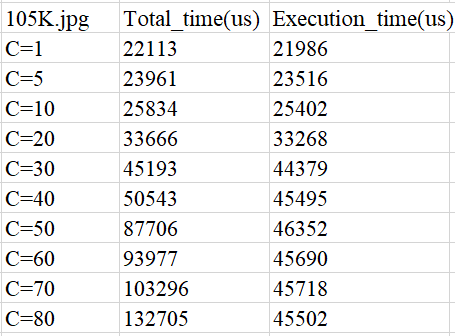 105K.jpg Total_time(us) Execution_time(us)
C=1 22113 21986
C=5 23961 23516
C=10 25834 25402
C=20 33666 33268
C=30 45193 44379
C=40 50543 45495
C=50 87706 46352
C=60 93977 45690
C=70 103296 45718
C=80 132705 45502